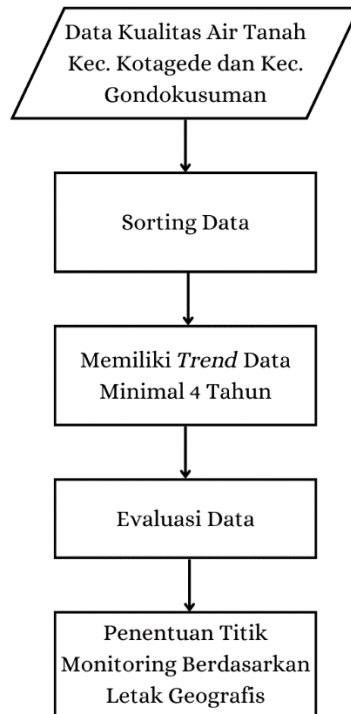 Data Kualitas Air Tanah
Kec. Kotagede dan Kec.
Gondokusuman
Sorting Data
Memiliki Trend Data
Minimal 4 Tahun
Evaluasi Data
Penentuan Titik
Monitoring Berdasarkan
Letak Geografis